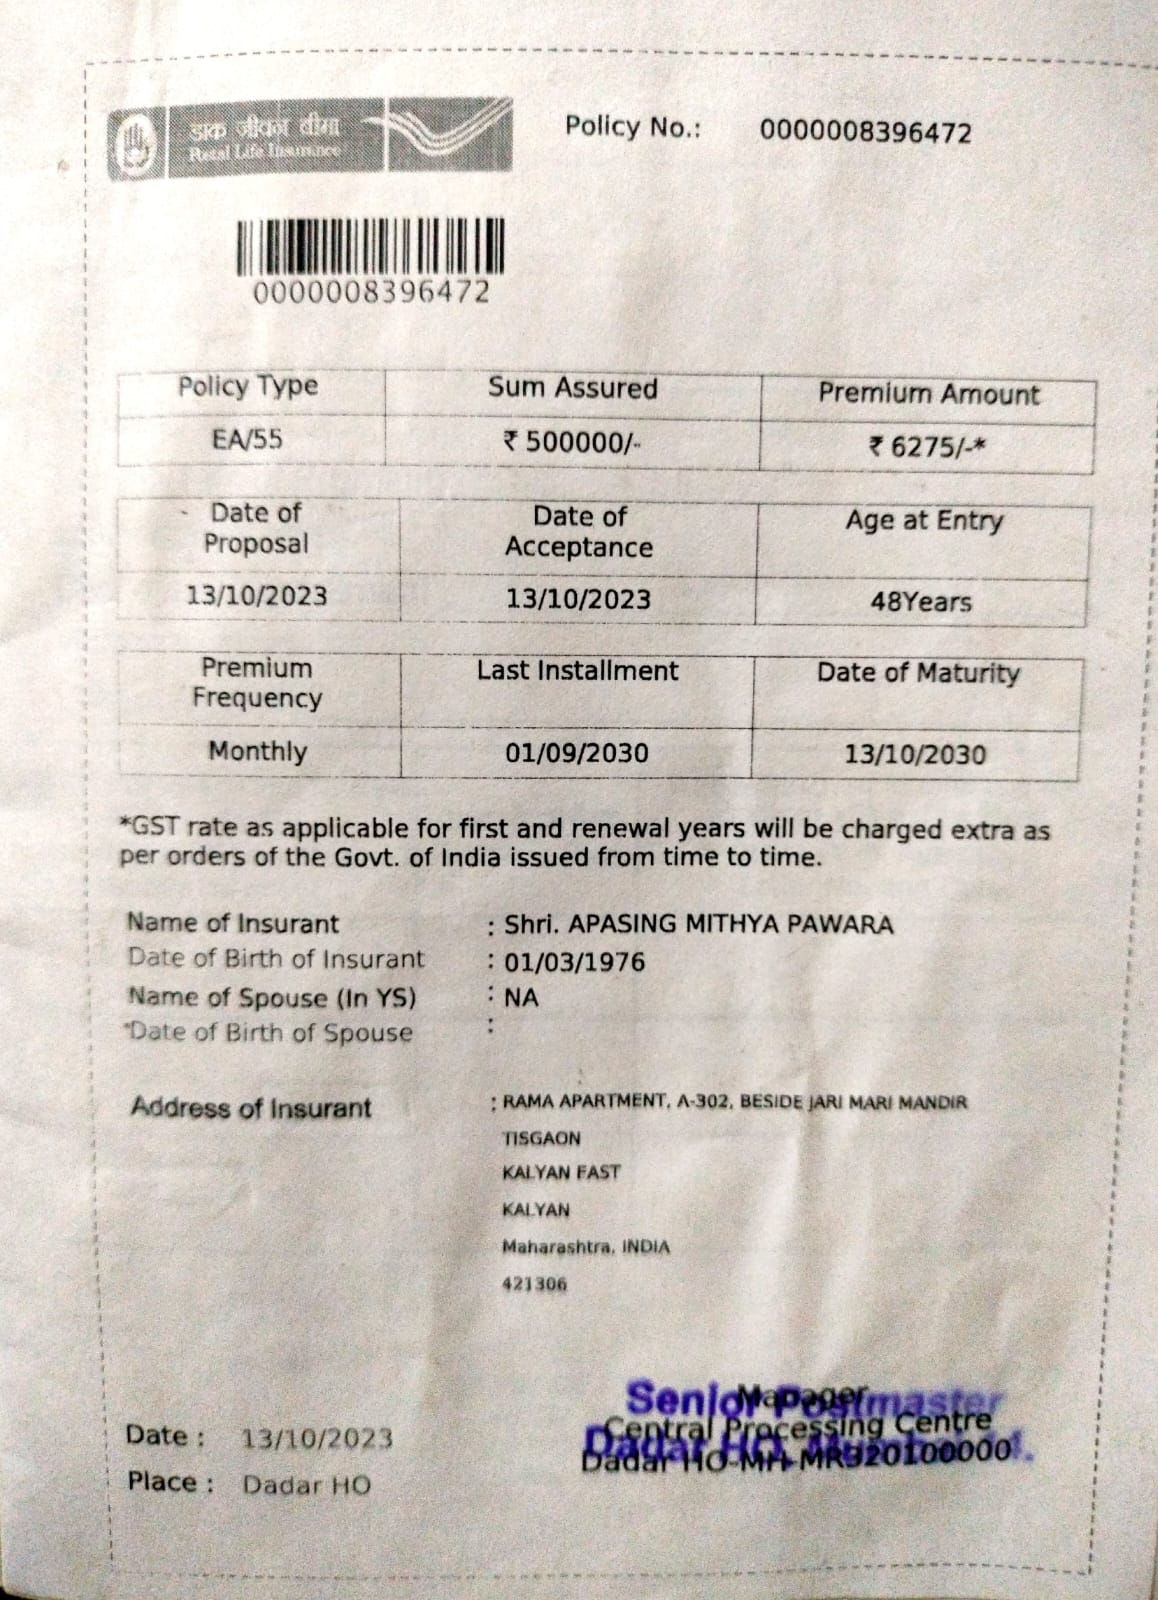 डाक जीवन बीमा
Postal Life Insurance
Policy No.: 0000008396472
0000008396472
Policy Type Sum Assured Premium Amount
EA/55 ₹ 500000/- ₹ 6275/-*
Date of Proposal Date of Acceptance Age at Entry
13/10/2023 13/10/2023 48Years
Premium Frequency Last Installment Date of Maturity
Monthly 01/09/2030 13/10/2030
*GST rate as applicable for first and renewal years will be charged extra as
per orders of the Govt. of India issued from time to time.
Name of Insurant : Shri. APASING MITHYA PAWARA
Date of Birth of Insurant : 01/03/1976
Name of Spouse (In YS) : NA
*Date of Birth of Spouse :
Address of Insurant : RAMA APARTMENT, A-302, BESIDE JARI MARI MANDIR
TISGAON
KALYAN EAST
KALYAN
Maharashtra, INDIA
421306
Senior Postmaster
Manager
Central Processing Centre
Dadar HO
Dadar HO-MH-MR920100000
Date : 13/10/2023
Place : Dadar HO